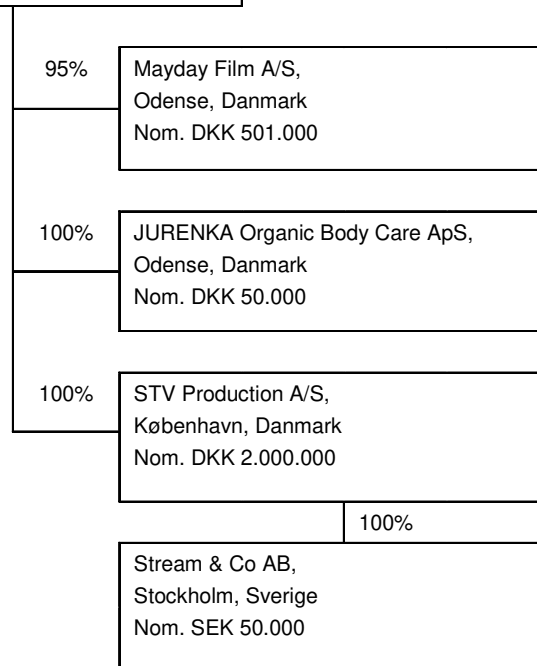 95%
Mayday Film A/S,
Odense, Danmark
Nom. DKK 501.000
100%
JURENKA Organic Body Care ApS,
Odense, Danmark
Nom. DKK 50.000
100%
STV Production A/S,
København, Danmark
Nom. DKK 2.000.000
100%
Stream & Co AB,
Stockholm, Sverige
Nom. SEK 50.000